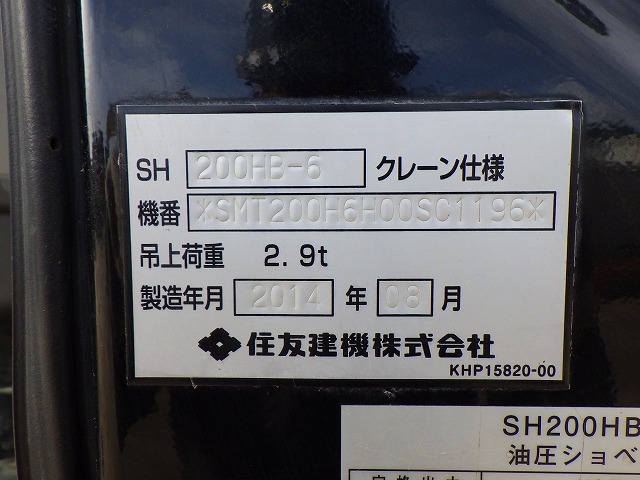 SH 200HB-6 クレーン仕様
機番 *SMT200H6H00SC1196*
吊上荷重 2.9t
製造年月 2014 年 08 月
住友建機株式会社
KHP15820-00
SH200HB
油圧ショベ